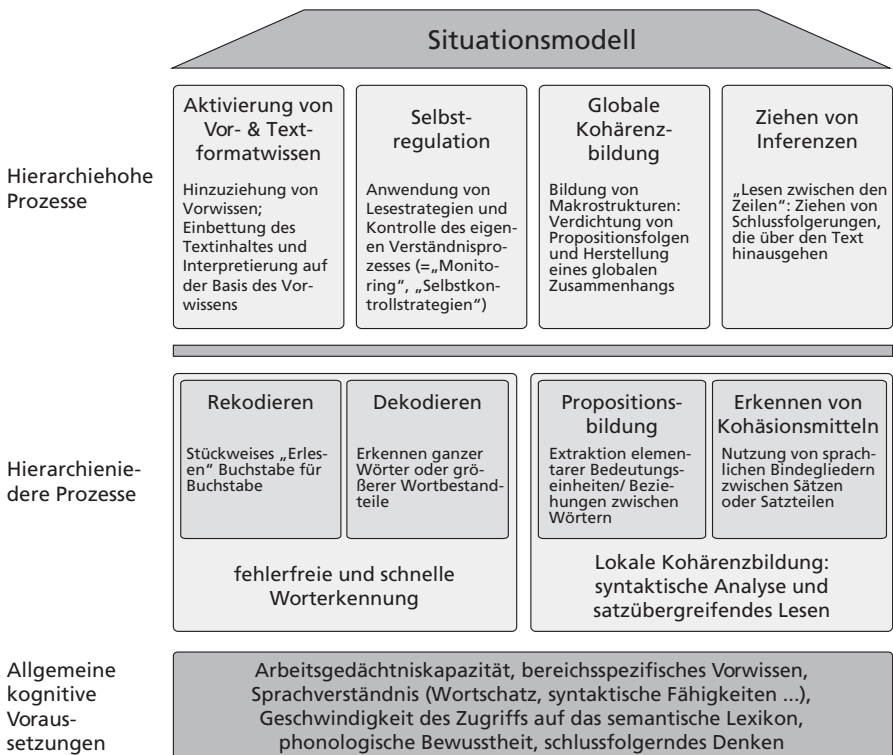 Situationsmodell
Hierarchiehohe
Prozesse
Aktivierung von
Vor- & Text-
formatwissen
Hinzuziehung von
Vorwissen;
Einbettung des
Textinhaltes und
Interpretierung auf
der Basis des Vor-
wissens
Selbst-
regulation
Anwendung von
Lesestrategien und
Kontrolle des eigen-
en Verständnispro-
zesses (=„Monito-
ring“, „Selbstkon-
trollstrategien“)
Globale
Kohärenz-
bildung
Bildung von
Makrostrukturen:
Verdichtung von
Propositionsfolgen
und Herstellung
eines globalen
Zusammenhangs
Ziehen von
Inferenzen
„Lesen zwischen den
Zeilen“: Ziehen von
Schlussfolgerungen,
die über den Text
hinausgehen
Hierarchienie-
dere Prozesse
Rekodieren
Stückweises „Erles-
en“ Buchstabe für
Buchstabe
Dekodieren
Erkennen ganzer
Wörter oder grö-
ßerer Wortbestand-
teile
fehlerfreie und schnelle
Worterkennung
Propositions-
bildung
Extraktion elemen-
tarer Bedeutungs-
einheiten/ Bezie-
hungen zwischen
Wörtern
Erkennen von
Kohäsionsmitteln
Nutzung von sprach-
lichen Bindegliedern
zwischen Sätzen
oder Satzteilen
Lokale Kohärenzbildung:
syntaktische Analyse und
satzübergreifendes Lesen
Allgemeine
kognitive
Voraus-
setzungen
Arbeitsgedächtniskapazität, bereichsspezifisches Vorwissen,
Sprachverständnis (Wortschatz, syntaktische Fähigkeiten ...),
Geschwindigkeit des Zugriffs auf das semantische Lexikon,
phonologische Bewusstheit, schlussfolgerndes Denken